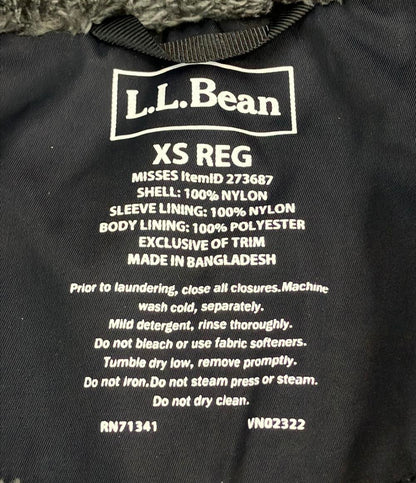 L.L.Bean
XS REG
MISSES ItemID 273687
SHELL: 100% NYLON
SLEEVE LINING: 100% NYLON
BODY LINING: 100% POLYESTER
EXCLUSIVE OF TRIM
MADE IN BANGLADESH
Prior to laundering, close all closures.Machine
wash cold, separately.
Mild detergent, rinse thoroughly.
Do not bleach or use fabric softeners.
Tumble dry low, remove promptly.
Do not iron.Do not steam press or steam.
Do not dry clean.
RN71341 VN02322